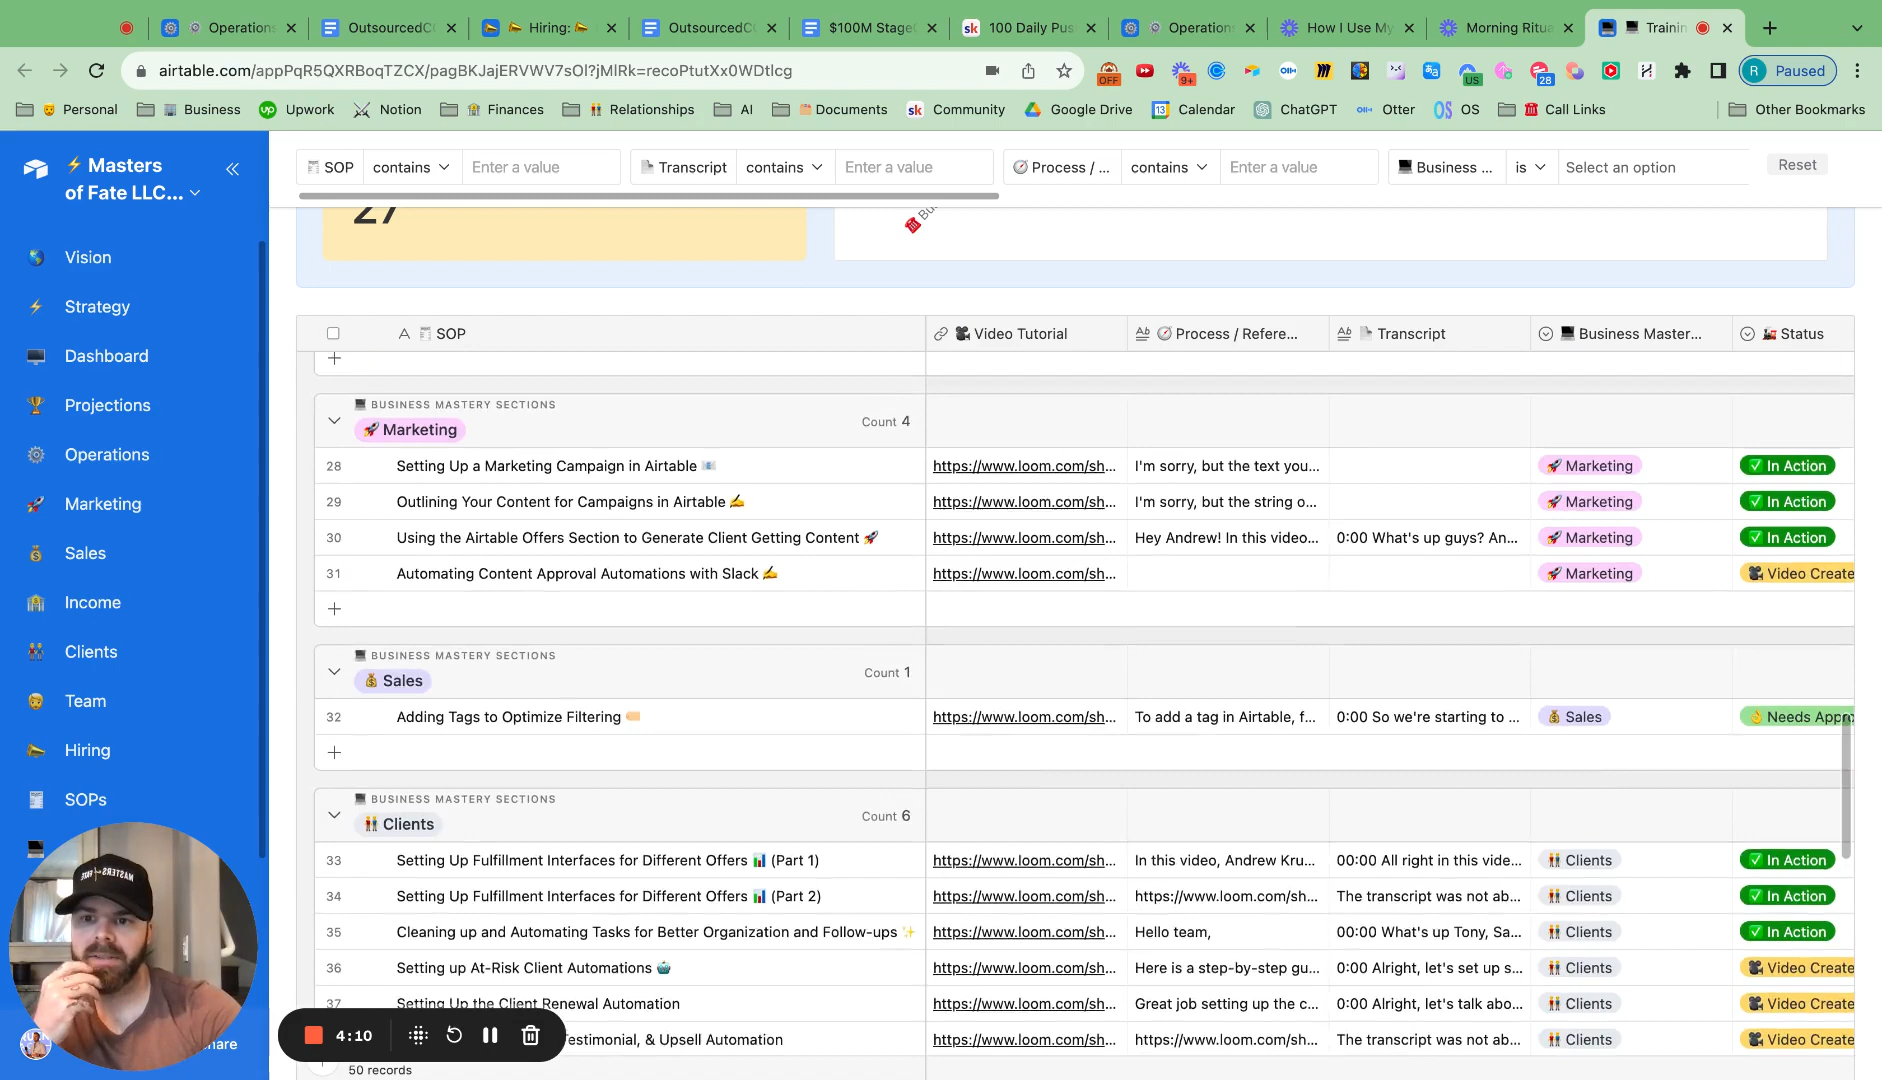 Operations
OutsourcedC
Hiring:
OutsourcedC
$100M Stage
sk 100 Daily Pus
Operations
How I Use My
Morning Ritua
Trainin
airtable.com/appPqR5QXRBoqTZCX/pagBKJajERVWV7sOl?jMlRk=recoPtutXx0WDtlcg
OFF
9+
US
28
R Paused
Personal
Business
up Upwork
Notion
Finances
Relationships
AI
Documents
sk Community
Google Drive
13 Calendar
ChatGPT
Otter
OS OS
Call Links
Other Bookmarks
Masters
of Fate LLC...
Vision
Strategy
Dashboard
Projections
Operations
Marketing
Sales
Income
Clients
Team
Hiring
SOPs
SOP contains Enter a value
Transcript contains Enter a value
Process / ... contains Enter a value
Business ... is Select an option
Reset
27
SOP Video Tutorial Process / Refere... Transcript Business Master... Status
BUSINESS MASTERY SECTIONS
Marketing Count 4
28 Setting Up a Marketing Campaign in Airtable https://www.loom.com/sh... I'm sorry, but the text you... Marketing In Action
29 Outlining Your Content for Campaigns in Airtable https://www.loom.com/sh... I'm sorry, but the string o... Marketing In Action
30 Using the Airtable Offers Section to Generate Client Getting Content https://www.loom.com/sh... Hey Andrew! In this video... 0:00 What's up guys? An... Marketing In Action
31 Automating Content Approval Automations with Slack https://www.loom.com/sh... Marketing Video Create
BUSINESS MASTERY SECTIONS
Sales Count 1
32 Adding Tags to Optimize Filtering https://www.loom.com/sh... To add a tag in Airtable, f... 0:00 So we're starting to ... Sales Needs Appro
BUSINESS MASTERY SECTIONS
Clients Count 6
33 Setting Up Fulfillment Interfaces for Different Offers (Part 1) https://www.loom.com/sh... In this video, Andrew Kru... 00:00 All right in this vide... Clients In Action
34 Setting Up Fulfillment Interfaces for Different Offers (Part 2) https://www.loom.com/sh... https://www.loom.com/sh... The transcript was not ab... Clients In Action
35 Cleaning up and Automating Tasks for Better Organization and Follow-ups https://www.loom.com/sh... Hello team, 00:00 What's up Tony, Sa... Clients In Action
36 Setting up At-Risk Client Automations https://www.loom.com/sh... Here is a step-by-step gu... 0:00 Alright, let's set up s... Clients Video Create
37 Setting Up the Client Renewal Automation https://www.loom.com/sh... Great job setting up the c... 0:00 Alright, let's talk abo... Clients Video Create
Testimonial, & Upsell Automation https://www.loom.com/sh... https://www.loom.com/sh... The transcript was not ab... Clients Video Create
4:10
50 records